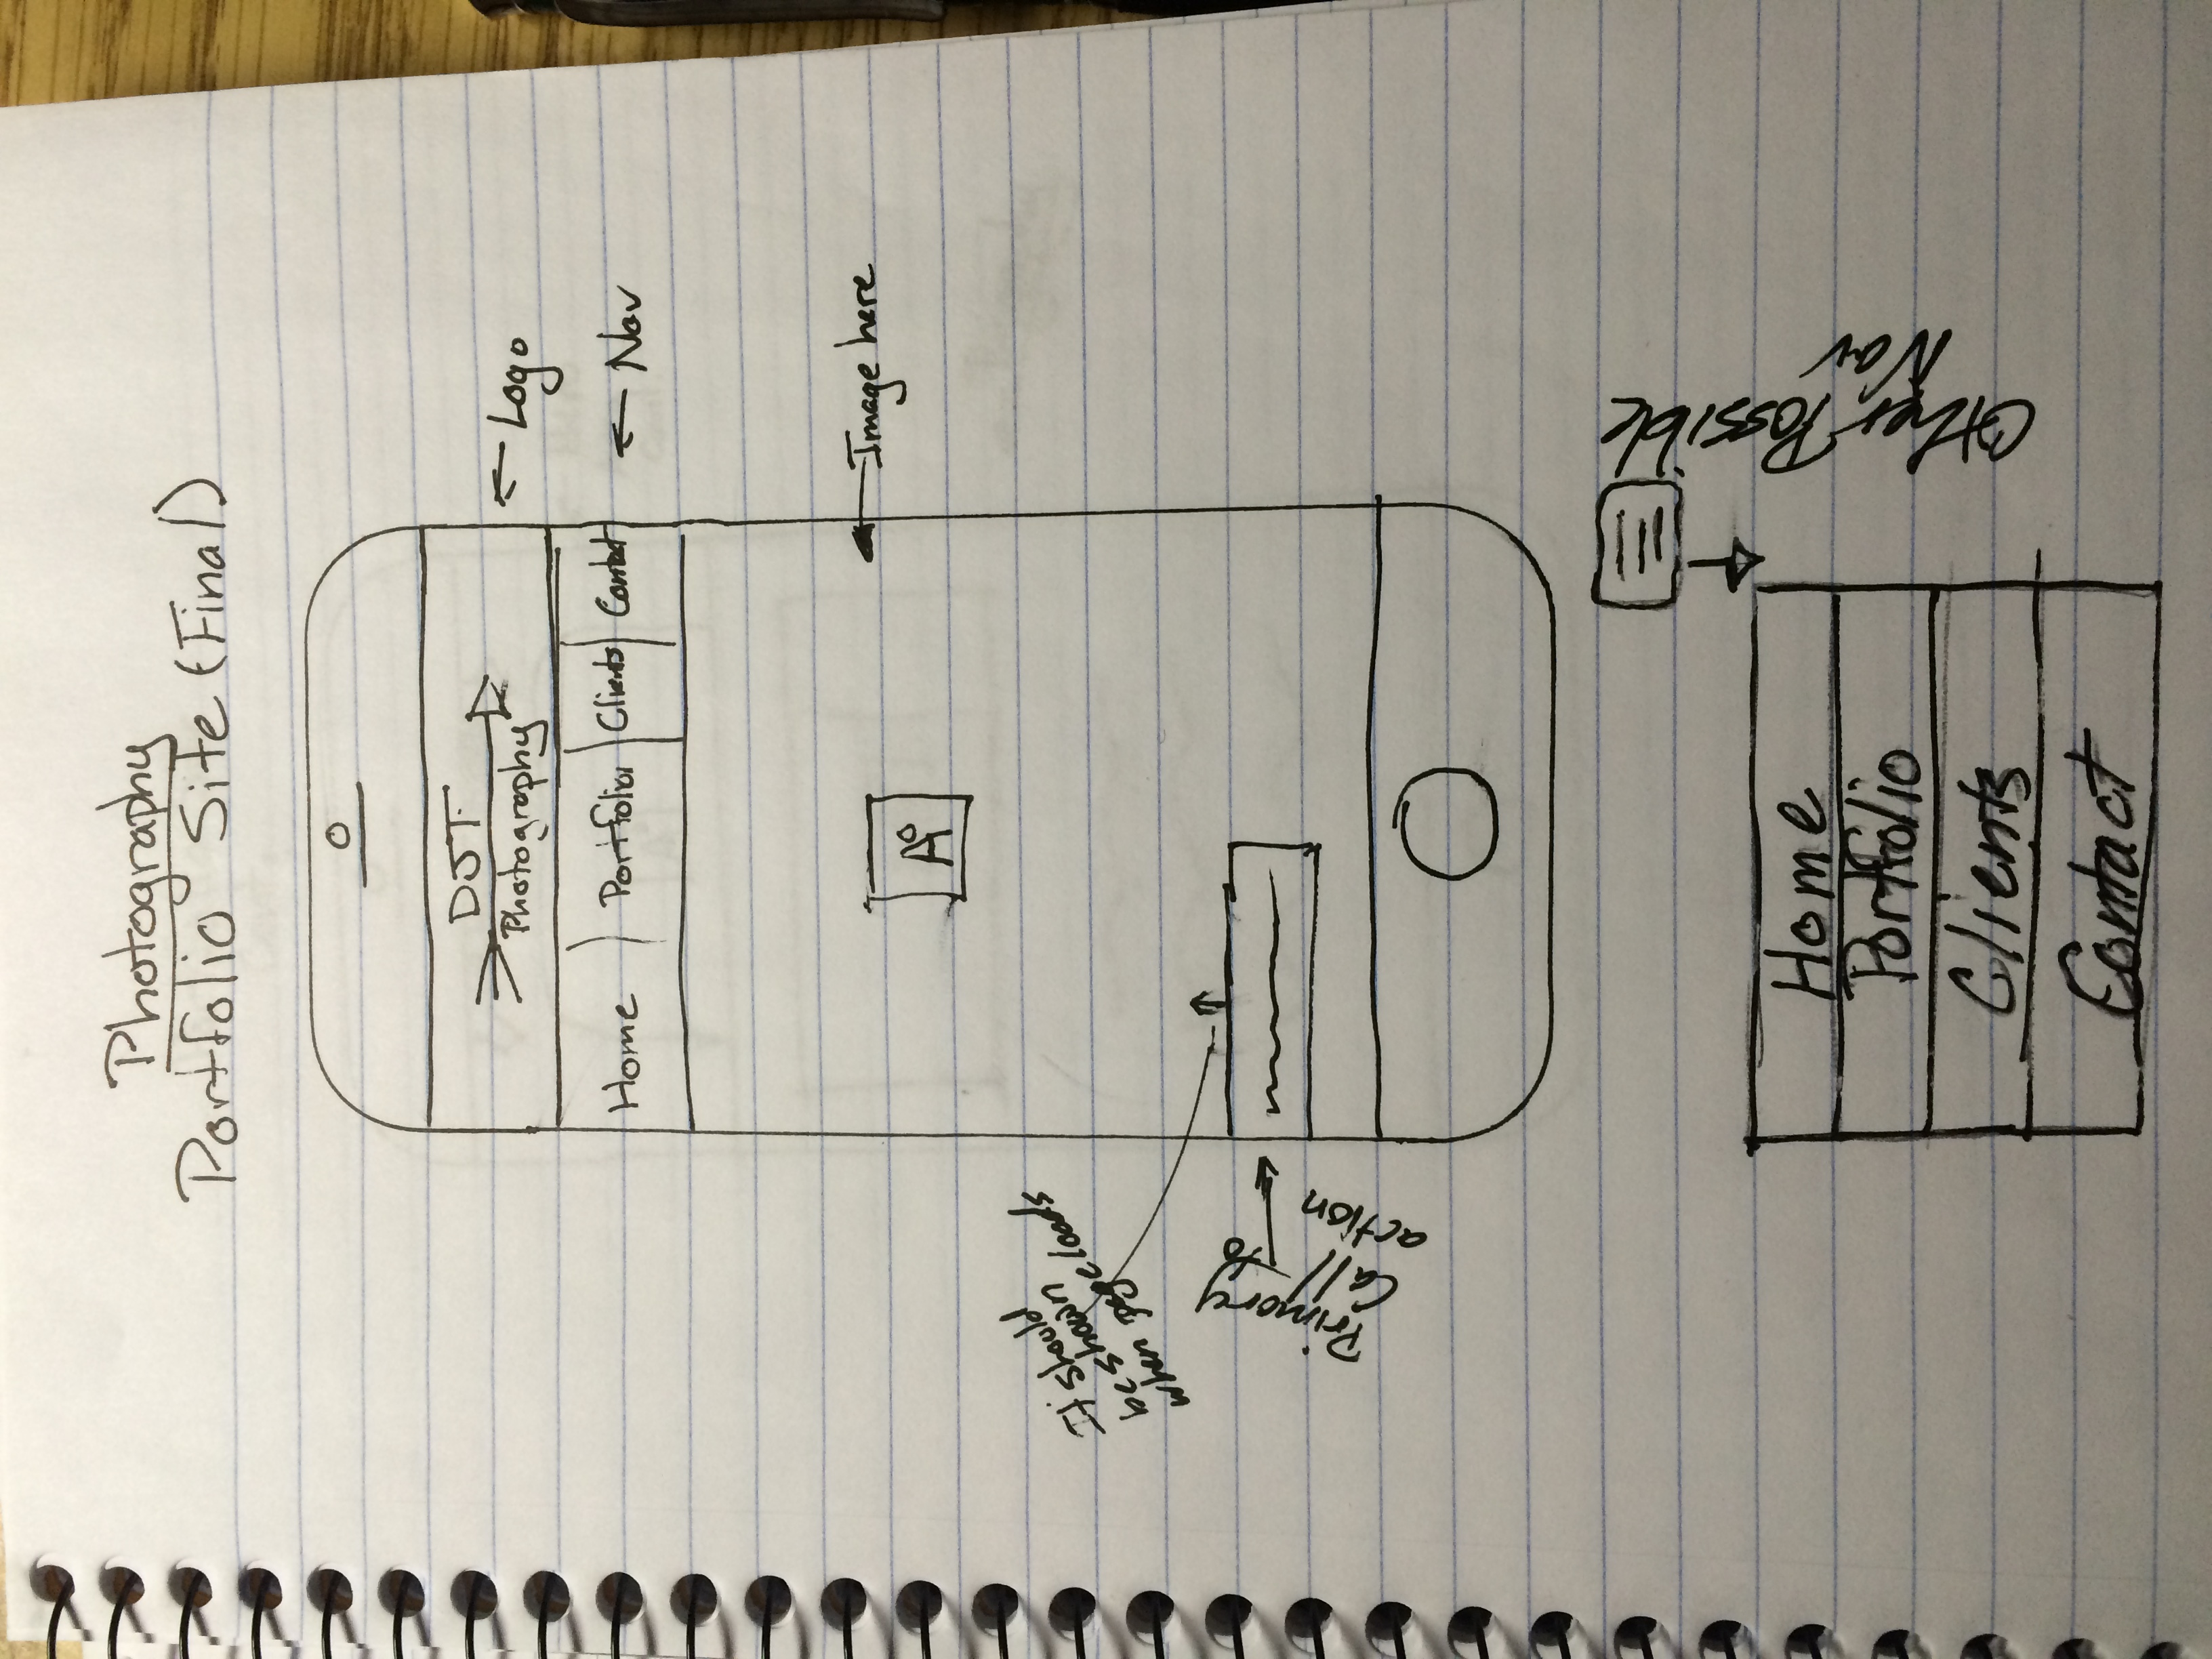 Photography
Portfolio Site (Final)
DJT
Photography
← Logo
Home
Portfolio
Clients
Contact
← Nav
Image here
It should
be shown
when page loads
Primary
Call to
action
Other Possible
Nav
Home
Portfolio
Clients
Contact